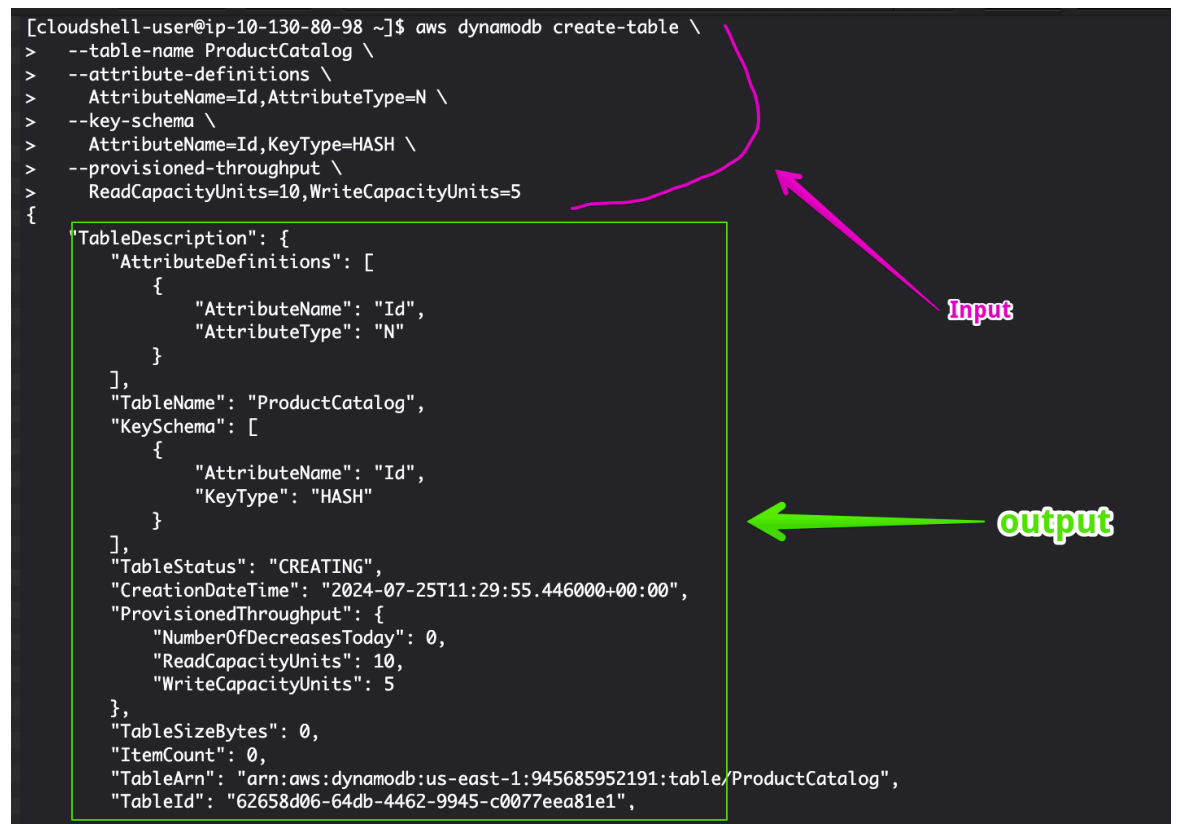 [cloudshell-user@ip-10-130-80-98 ~]$ aws dynamodb create-table \
>   --table-name ProductCatalog \
>   --attribute-definitions \
>     AttributeName=Id,AttributeType=N \
>   --key-schema \
>     AttributeName=Id,KeyType=HASH \
>   --provisioned-throughput \
>     ReadCapacityUnits=10,WriteCapacityUnits=5
{
    "TableDescription": {
        "AttributeDefinitions": [
            {
                "AttributeName": "Id",
                "AttributeType": "N"
            }
        ],
        "TableName": "ProductCatalog",
        "KeySchema": [
            {
                "AttributeName": "Id",
                "KeyType": "HASH"
            }
        ],
        "TableStatus": "CREATING",
        "CreationDateTime": "2024-07-25T11:29:55.446000+00:00",
        "ProvisionedThroughput": {
            "NumberOfDecreasesToday": 0,
            "ReadCapacityUnits": 10,
            "WriteCapacityUnits": 5
        },
        "TableSizeBytes": 0,
        "ItemCount": 0,
        "TableArn": "arn:aws:dynamodb:us-east-1:945685952191:table/ProductCatalog",
        "TableId": "62658d06-64db-4462-9945-c0077eea81e1",
Input
output